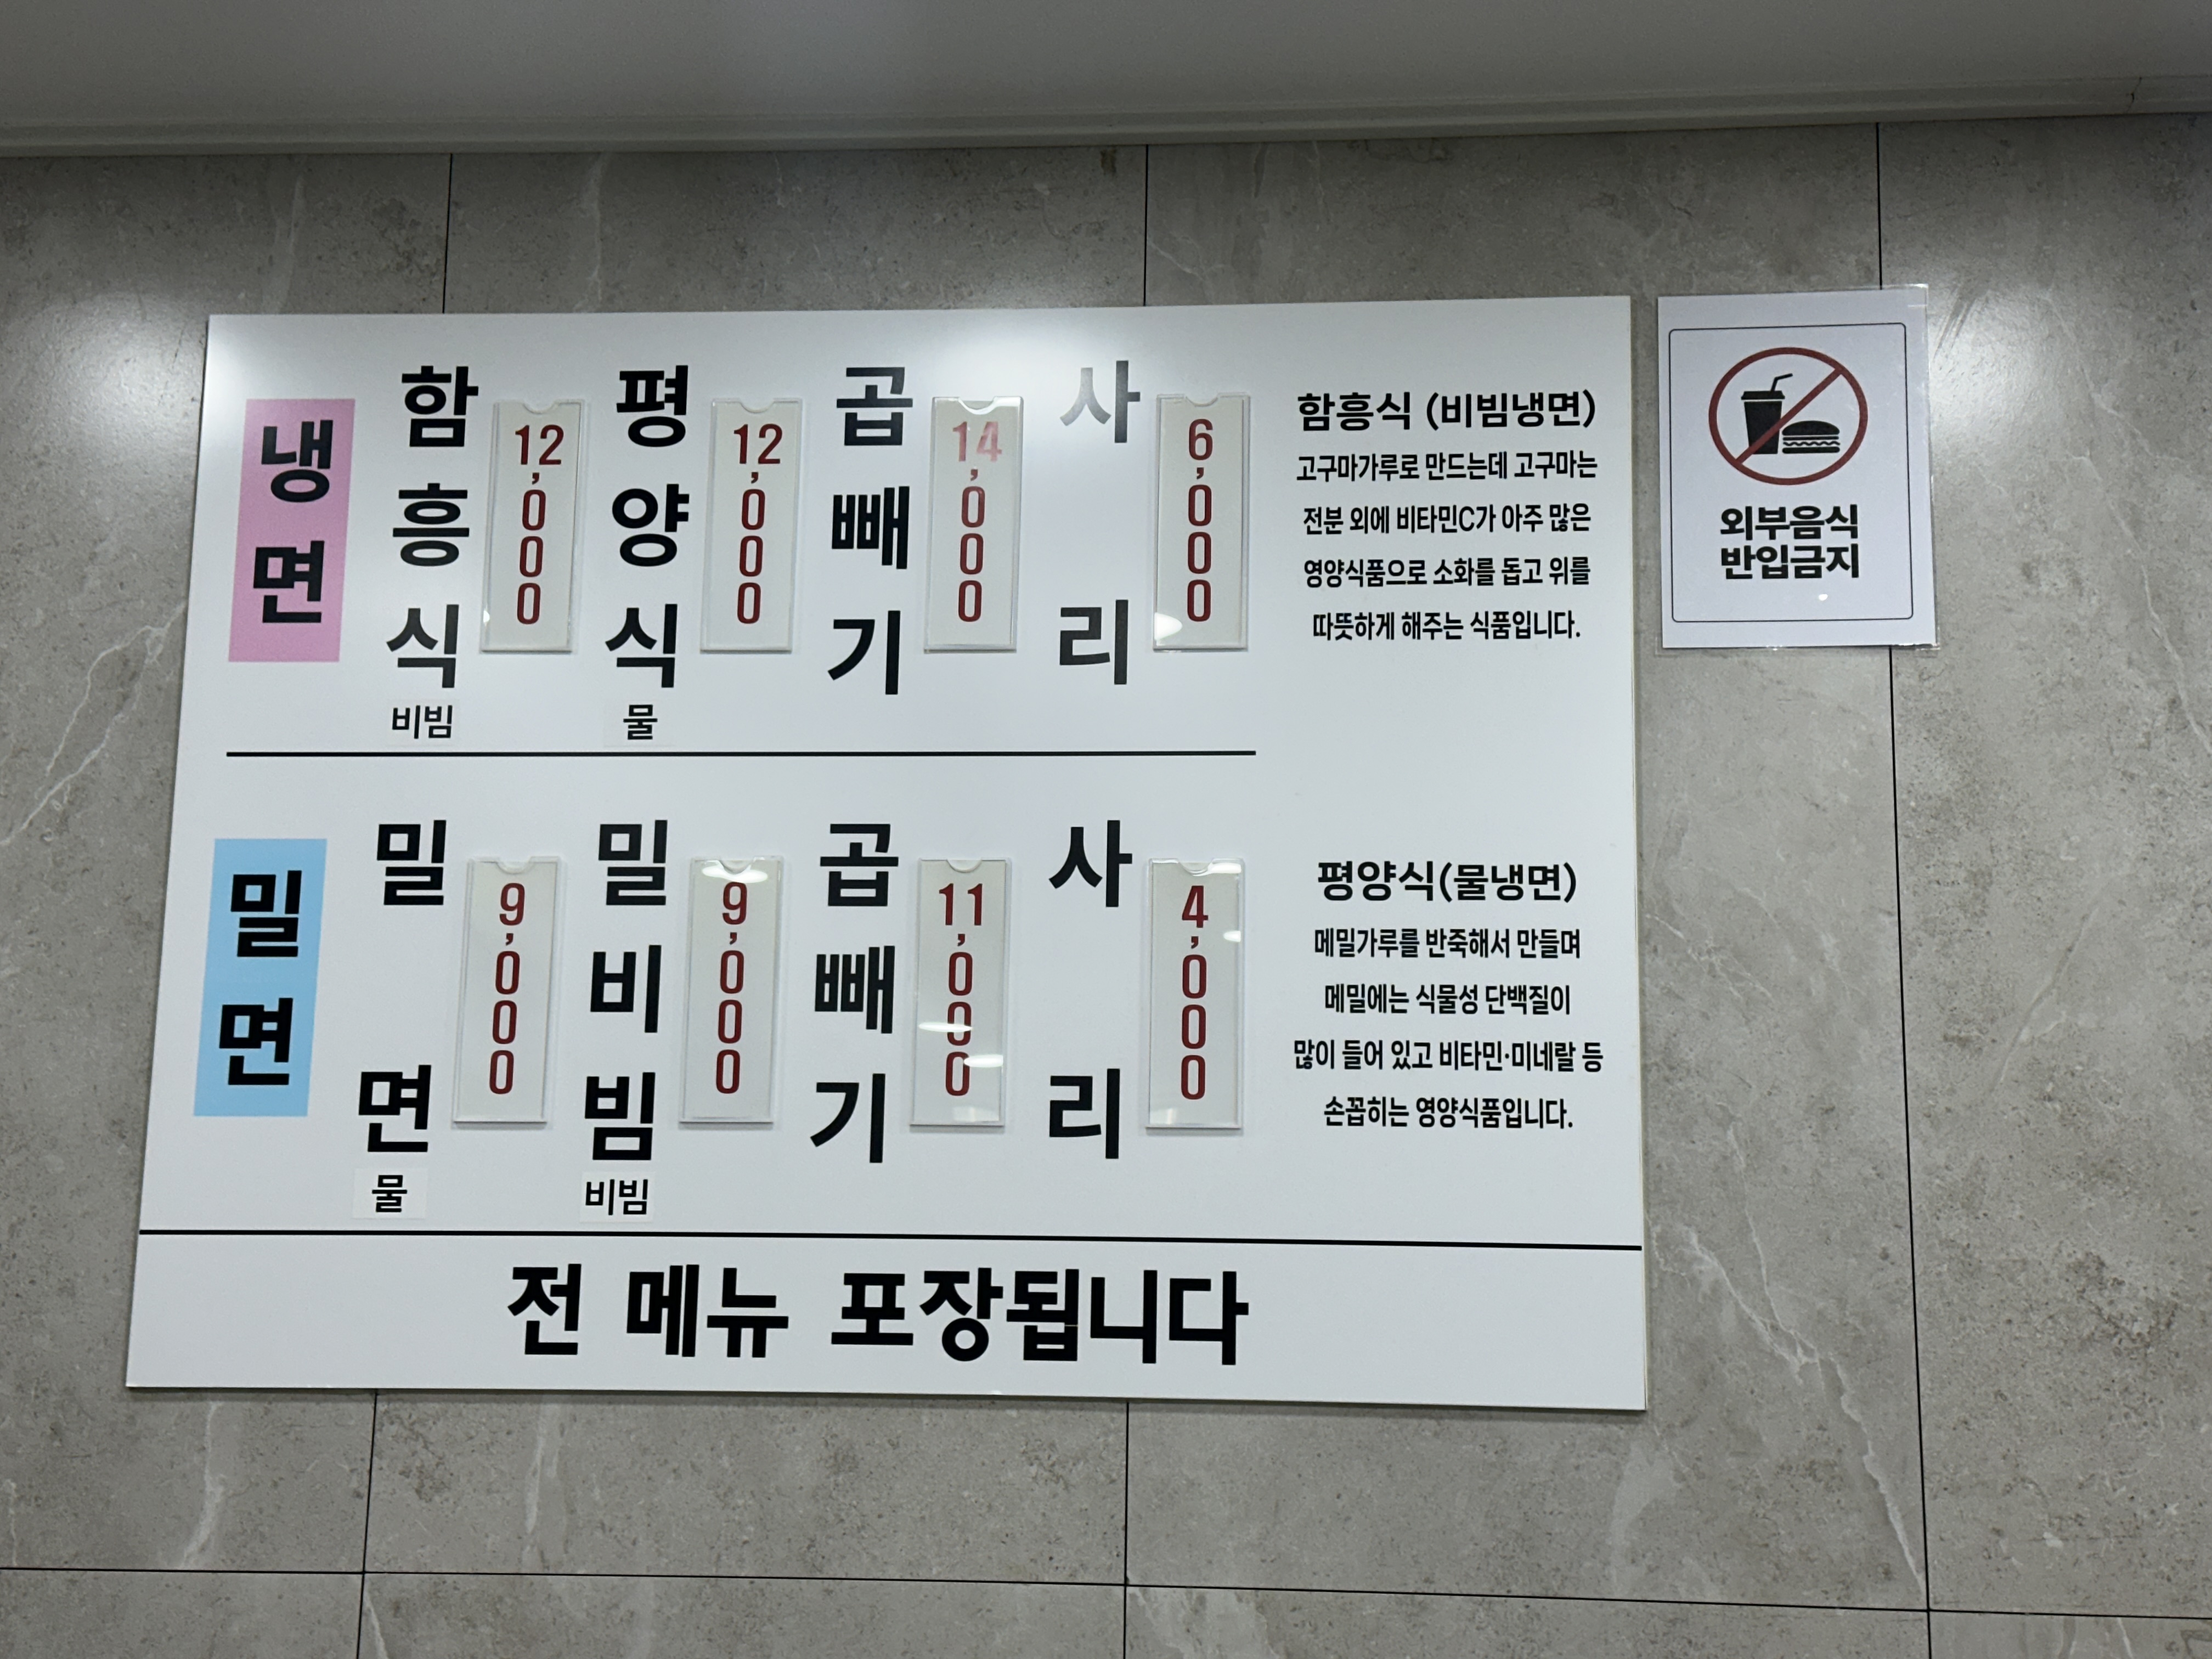 냉면
함흥식
비빔
12,000
평양식
물
12,000
곱빼기
14,000
사리
6,000
함흥식 (비빔냉면)
고구마가루로 만드는데 고구마는
전분 외에 비타민C가 아주 많은
영양식품으로 소화를 돕고 위를
따뜻하게 해주는 식품입니다.
밀면
밀면
물
9,000
밀비빔
비빔
9,000
곱빼기
11,000
사리
4,000
평양식(물냉면)
메밀가루를 반죽해서 만들며
메밀에는 식물성 단백질이
많이 들어 있고 비타민·미네랄 등
손꼽히는 영양식품입니다.
전 메뉴 포장됩니다
외부음식
반입금지